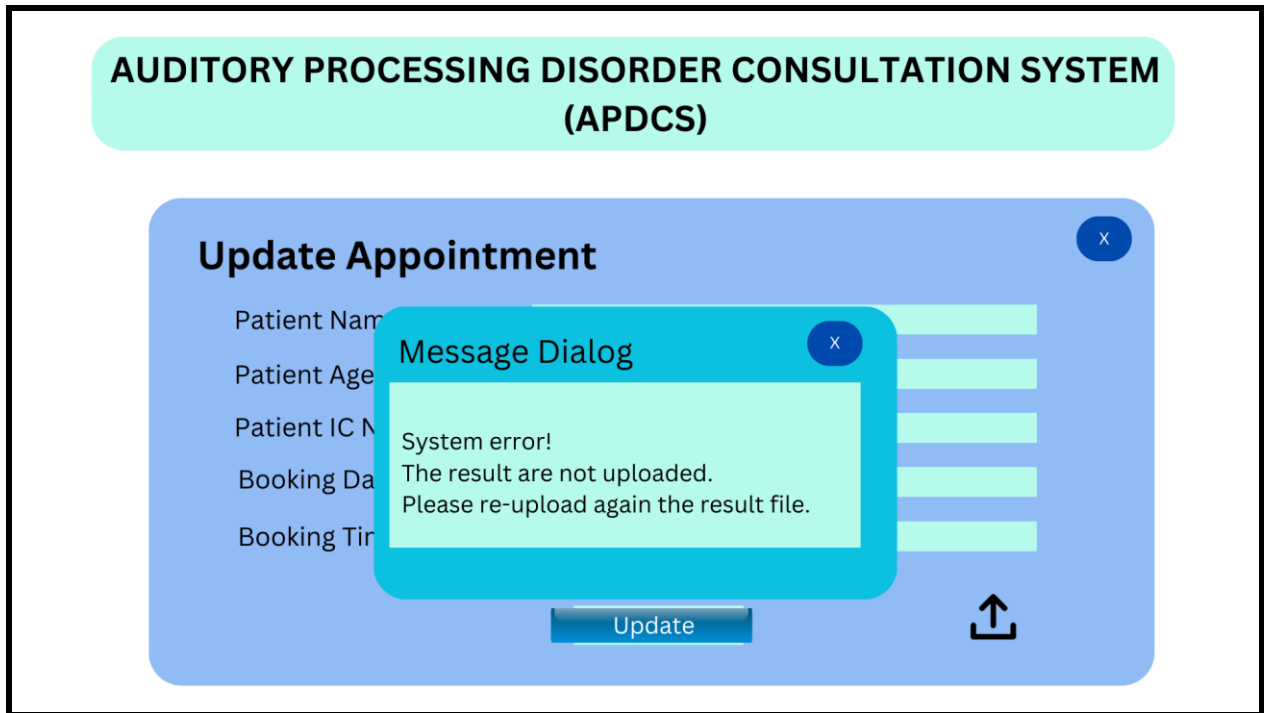 AUDITORY PROCESSING DISORDER CONSULTATION SYSTEM
(APDCS)
X
Update Appointment
Patient Nam
X
Message Dialog
Patient Age
Patient IC N
System error!
The result are not uploaded.
Booking Da
Please re-upload again the result file.
Booking Tir
Update